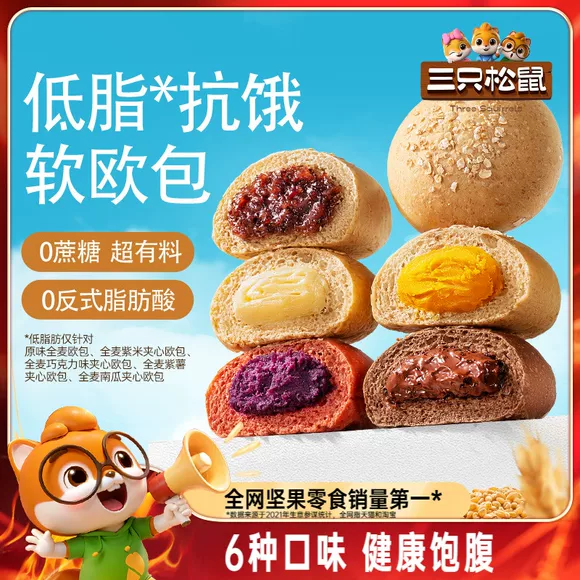 三只松鼠
Three Squirrels
低脂*抗饿
软欧包
0蔗糖 超有料
0反式脂肪酸
*低脂肪仅针对
原味全麦欧包、全麦紫米夹心欧包、
全麦巧克力味夹心欧包、全麦紫薯
夹心欧包、全麦南瓜夹心欧包
全网坚果零食销量第一*
*数据来源于2021年生意参谋统计，全网指天猫和淘宝
6种口味 健康饱腹